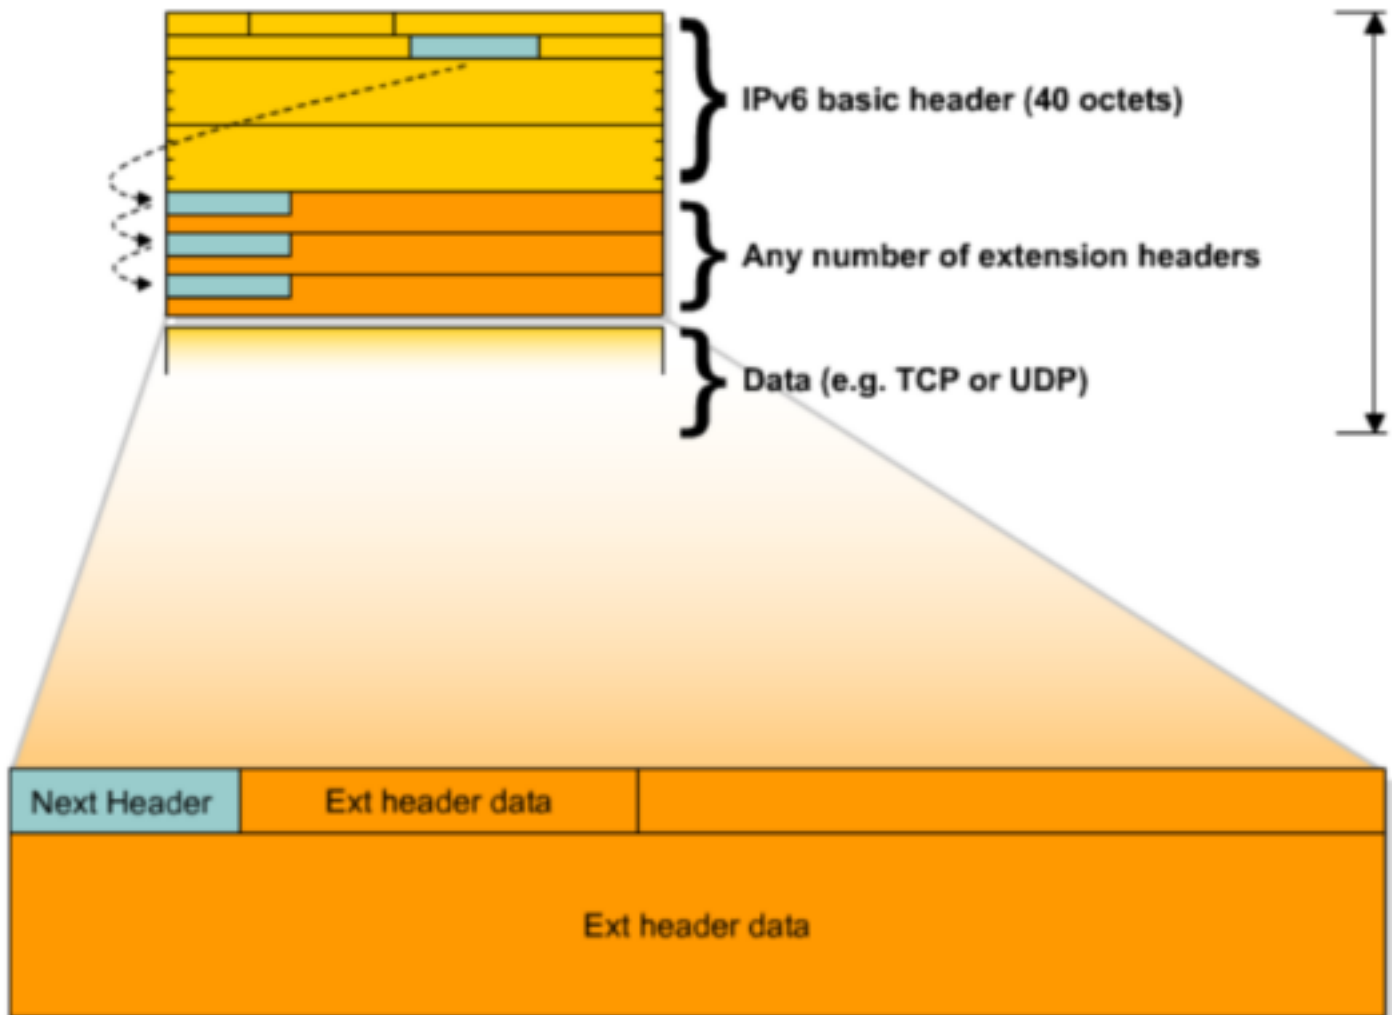 IPv6 basic header (40 octets)
Any number of extension headers
Data (e.g. TCP or UDP)
Next Header
Ext header data
Ext header data